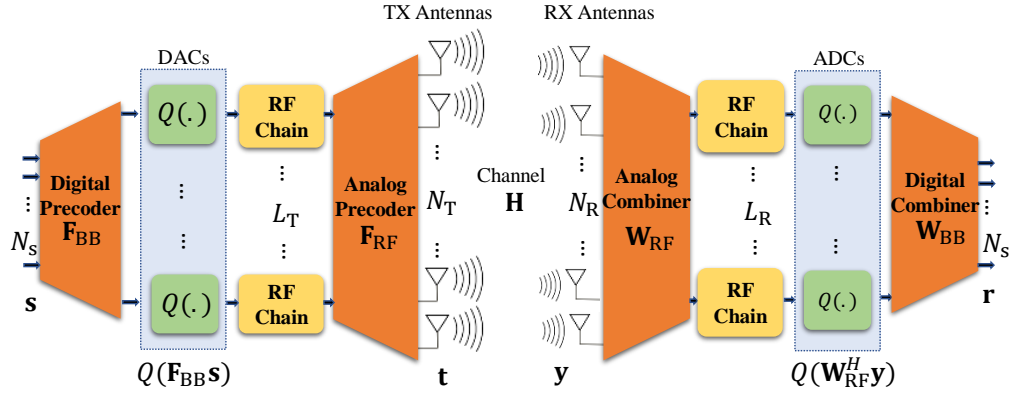 TX Antennas
RX Antennas
DACs
ADCs
Q(.)
RF
Chain
Q(.)
RF
Chain
Digital
Precoder
F_BB
N_s
s
...
L_T
Analog
Precoder
F_RF
N_T
Channel
H
N_R
Analog
Combiner
W_RF
L_R
...
Digital
Combiner
W_BB
N_s
r
Q(.)
RF
Chain
RF
Chain
Q(.)
Q(F_BB s)
t
y
Q(W_RF^H y)